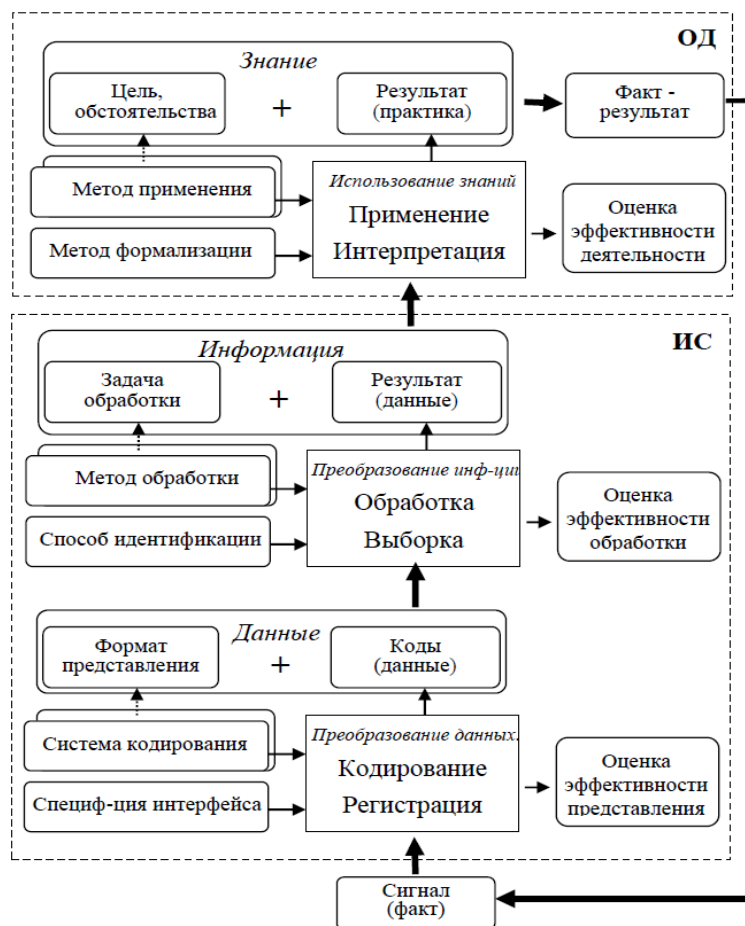 ОД
Знание
Цель,
обстоятельства
+
Результат
(практика)
Факт -
результат
Метод применения
Метод формализации
Использование знаний
Применение
Интерпретация
Оценка
эффективности
деятельности
ИС
Информация
Задача
обработки
+
Результат
(данные)
Метод обработки
Способ идентификации
Преобразование инф-ции
Обработка
Выборка
Оценка
эффективности
обработки
Данные
Формат
представления
+
Коды
(данные)
Система кодирования
Специф-ция интерфейса
Преобразование данных.
Кодирование
Регистрация
Оценка
эффективности
представления
Сигнал
(факт)